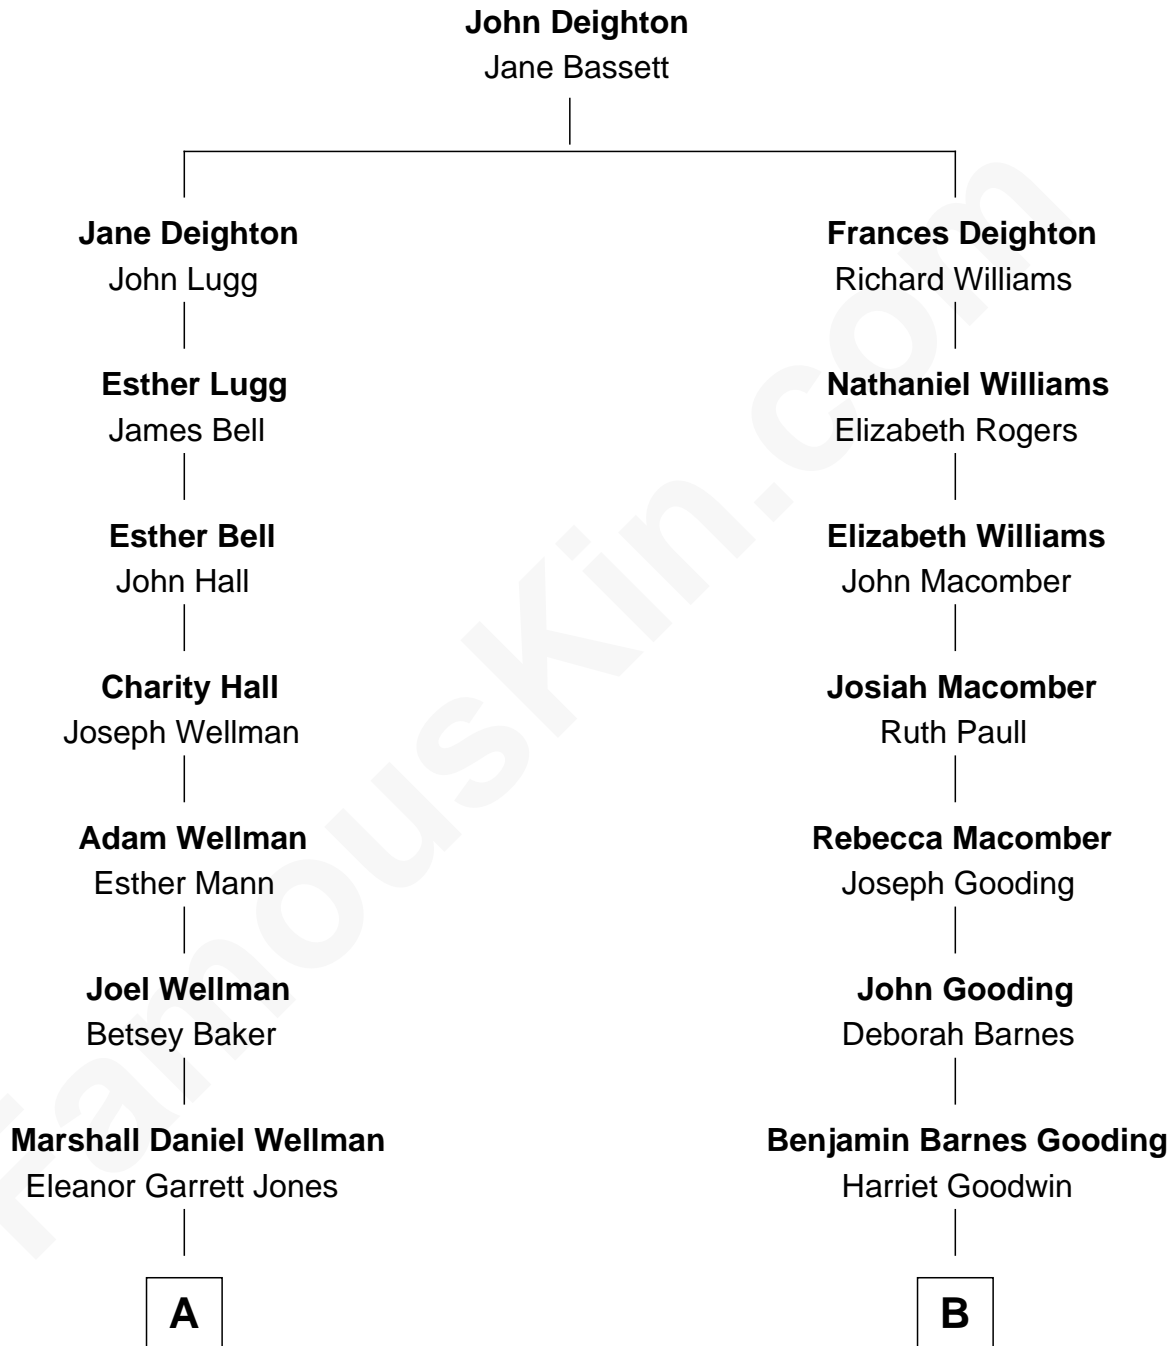 John Deighton
Jane Bassett
Jane Deighton
John Lugg
Frances Deighton
Richard Williams
Esther Lugg
James Bell
Nathaniel Williams
Elizabeth Rogers
Esther Bell
John Hall
Elizabeth Williams
John Macomber
Charity Hall
Joseph Wellman
Josiah Macomber
Ruth Paull
Adam Wellman
Esther Mann
Rebecca Macomber
Joseph Gooding
Joel Wellman
Betsey Baker
John Gooding
Deborah Barnes
Marshall Daniel Wellman
Eleanor Garrett Jones
Benjamin Barnes Gooding
Harriet Goodwin
A
B
FamousKin.com